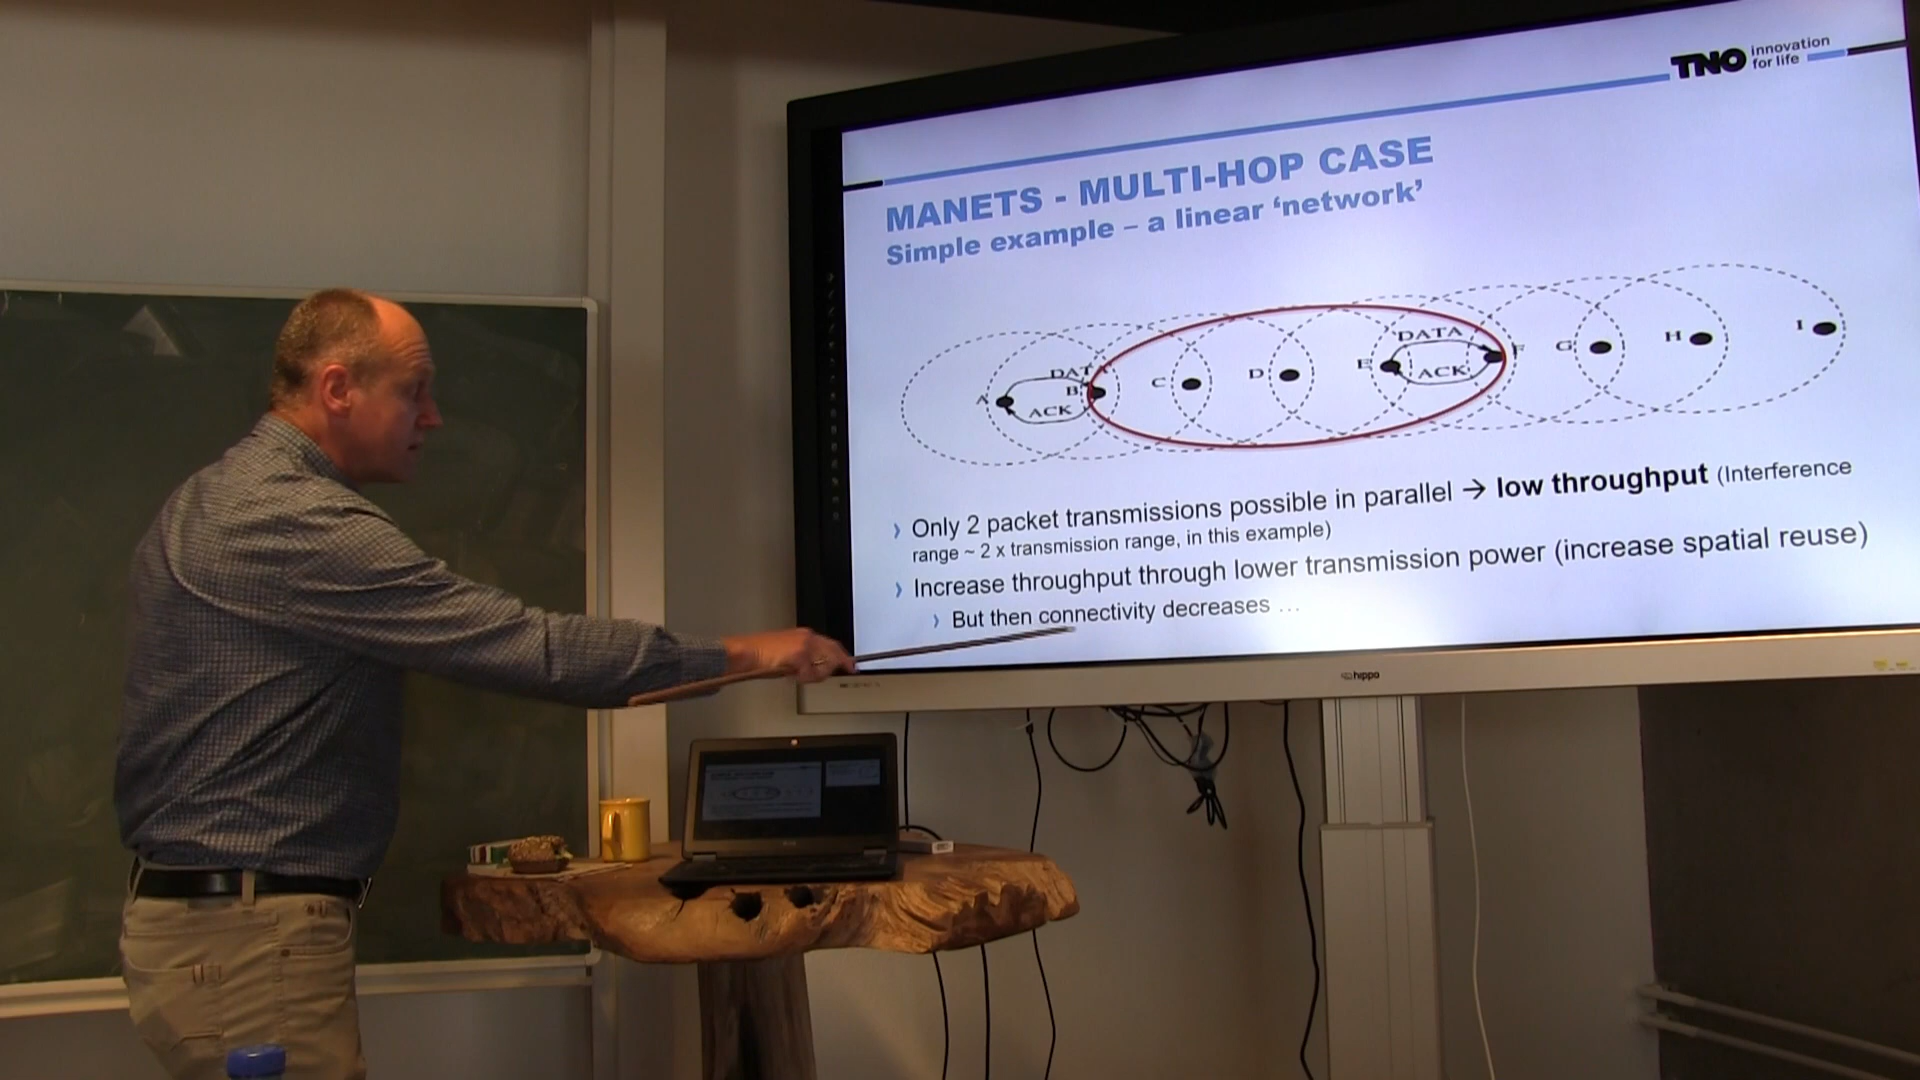 TNO innovation
for life
MANETS - MULTI-HOP CASE
Simple example – a linear ‘network’
A
DAT
B
ACK
C
D
E
DATA
ACK
F
G
H
I
› Only 2 packet transmissions possible in parallel → low throughput (Interference
range ~ 2 x transmission range, in this example)
› Increase throughput through lower transmission power (increase spatial reuse)
› But then connectivity decreases …
hippo